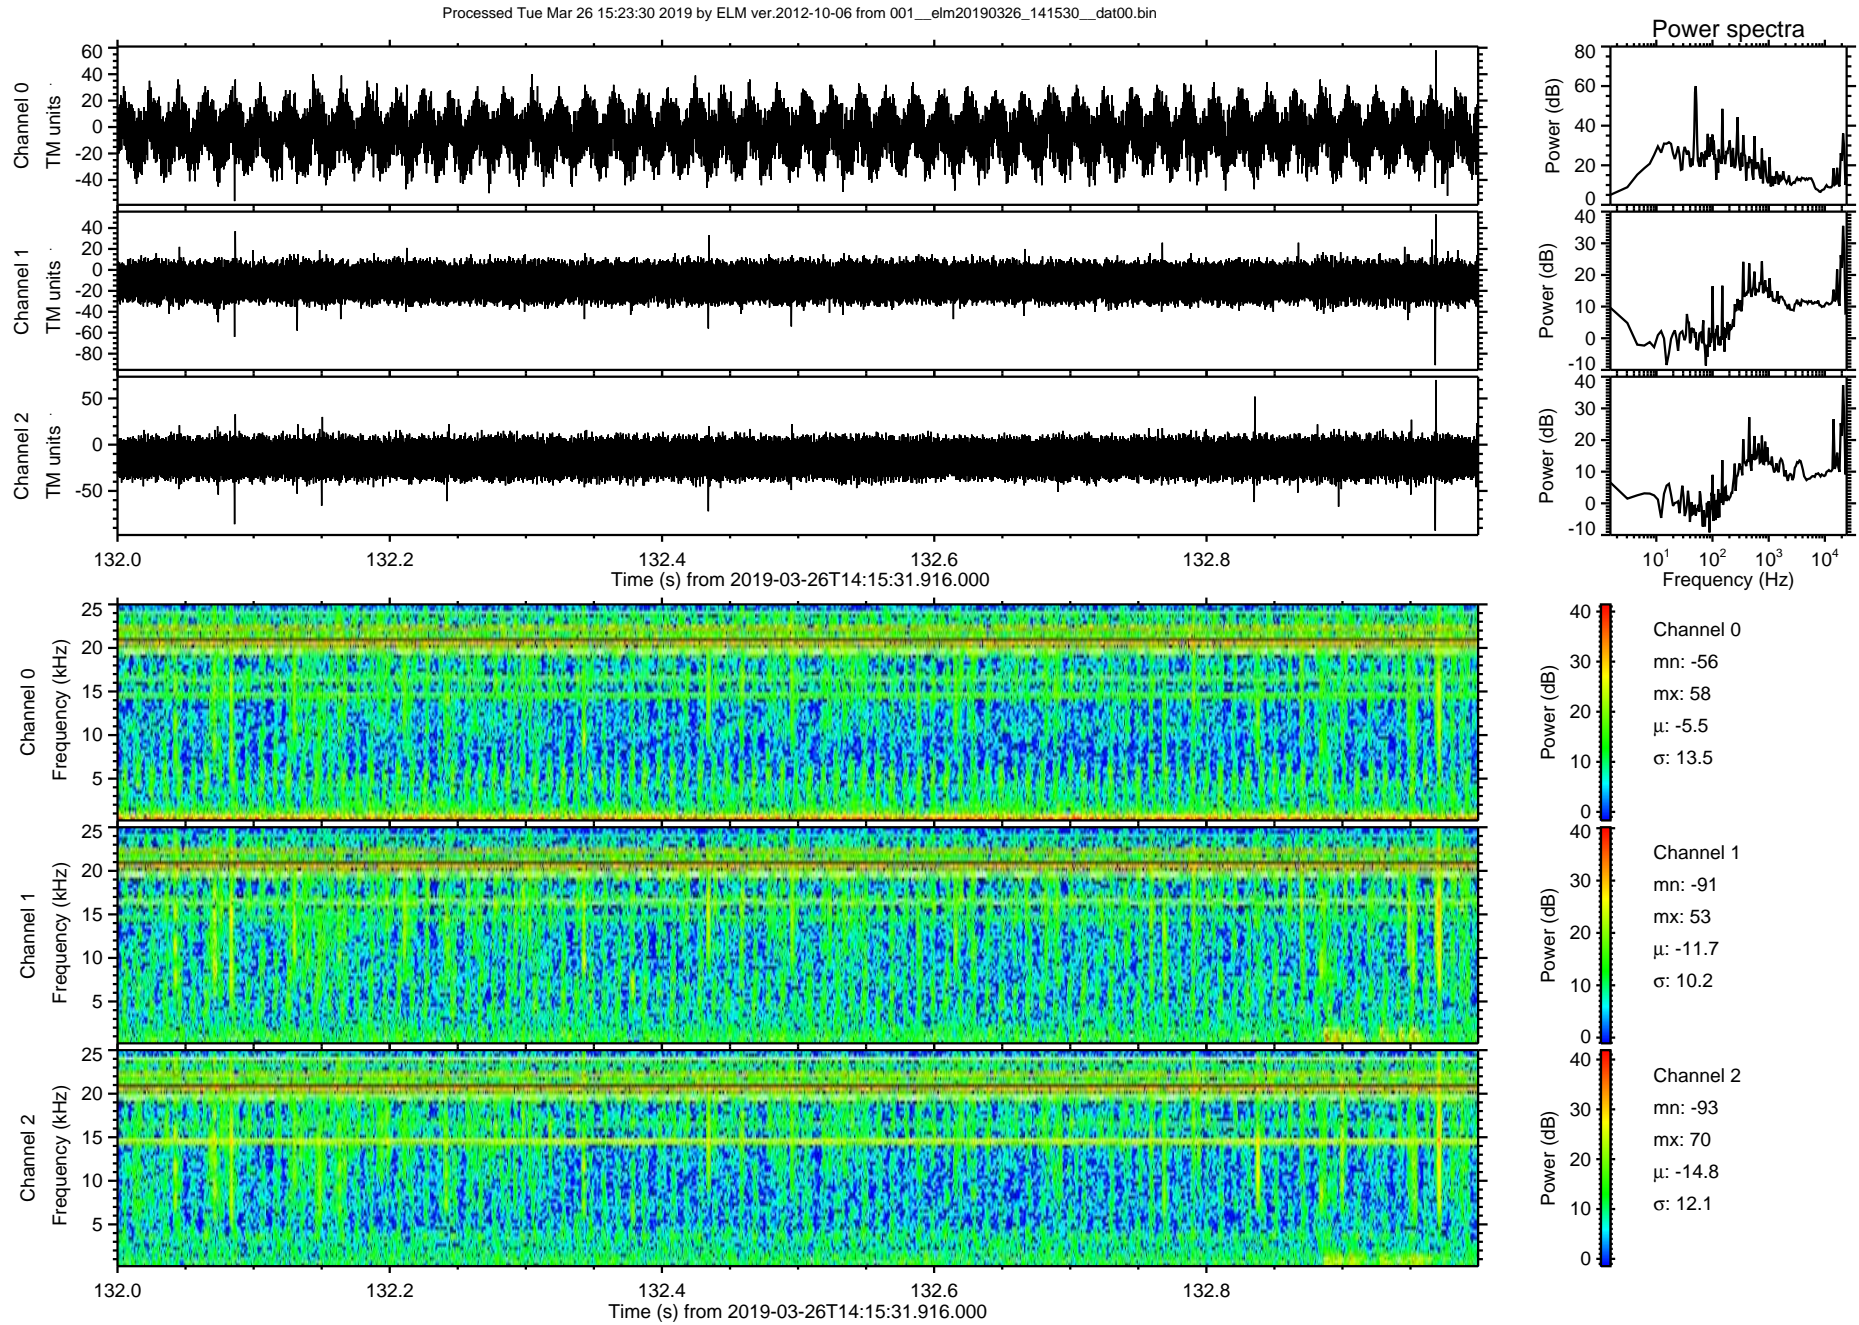 Processed Tue Mar 26 15:23:30 2019 by ELM ver.2012-10-06 from 001__elm20190326_141530__dat00.bin
Power spectra
Channel 0
TM units
60
40
20
0
-20
-40
Power (dB)
80
60
40
20
0
Channel 1
TM units
40
20
0
-20
-40
-60
-80
Power (dB)
40
30
20
10
0
-10
Channel 2
TM units
50
0
-50
Power (dB)
40
30
20
10
0
-10
132.0 132.2 132.4 132.6 132.8
Time (s) from 2019-03-26T14:15:31.916.000
10¹ 10² 10³ 10⁴
Frequency (Hz)
Channel 0
Frequency (kHz)
25
20
15
10
5
Power (dB)
40
30
20
10
0
Channel 0
mn: -56
mx: 58
μ: -5.5
σ: 13.5
Channel 1
Frequency (kHz)
25
20
15
10
5
Power (dB)
40
30
20
10
0
Channel 1
mn: -91
mx: 53
μ: -11.7
σ: 10.2
Channel 2
Frequency (kHz)
25
20
15
10
5
Power (dB)
40
30
20
10
0
Channel 2
mn: -93
mx: 70
μ: -14.8
σ: 12.1
132.0 132.2 132.4 132.6 132.8
Time (s) from 2019-03-26T14:15:31.916.000